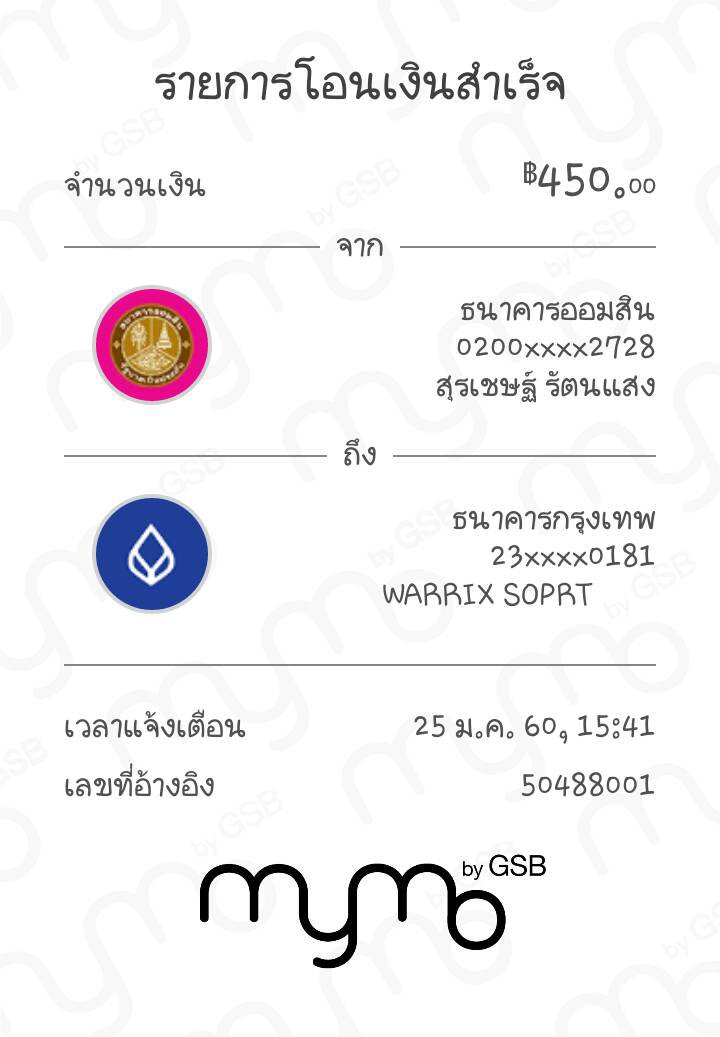 รายการโอนเงินสำเร็จ
จำนวนเงิน ฿450.00
จาก
ธนาคารออมสิน
0200xxxx2728
สุรเชษฐ์ รัตนแสง
ถึง
ธนาคารกรุงเทพ
23xxxx0181
WARRIX SOPRT
เวลาแจ้งเตือน 25 ม.ค. 60, 15:41
เลขที่อ้างอิง 50488001
mymo by GSB